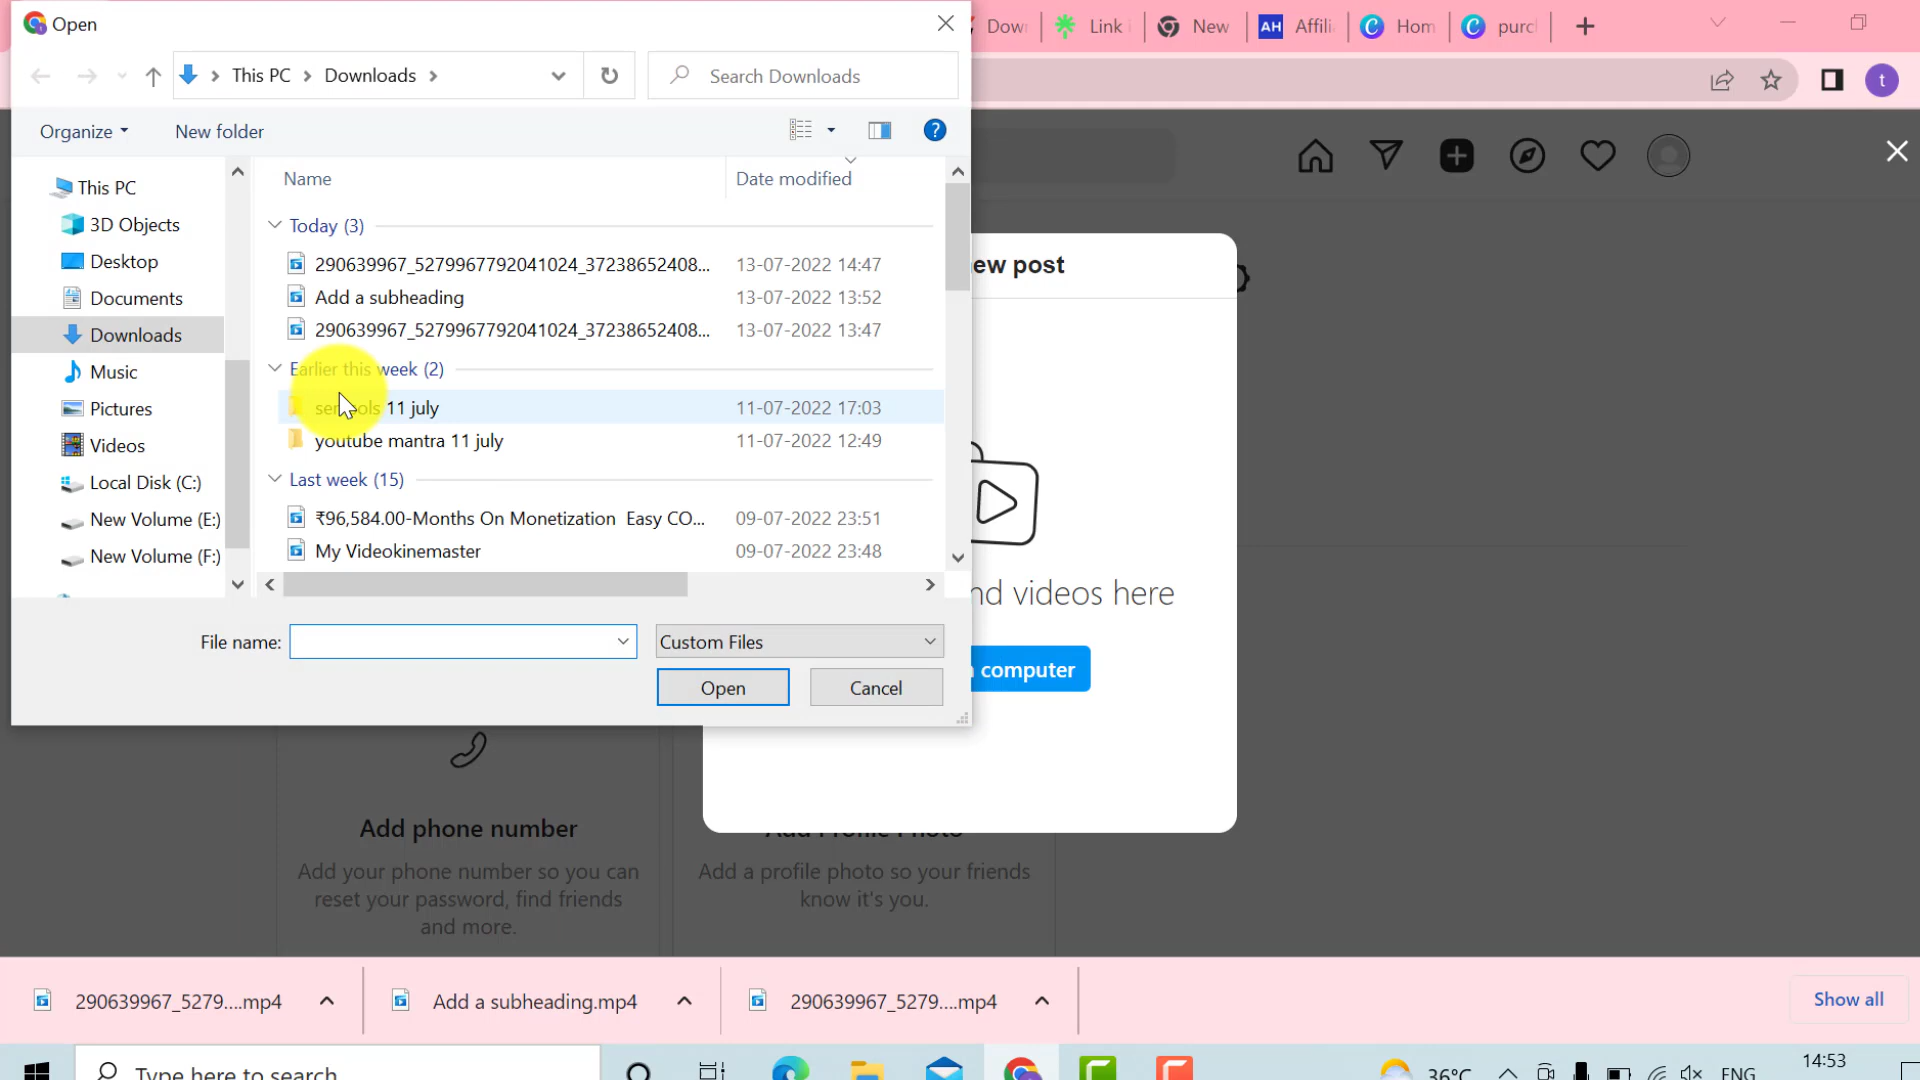 Open
Dow
Link i
New
Affili
Hom
purc
This PC
Downloads
Search Downloads
t
Organize
New folder
?
Name
Date modified
This PC
3D Objects
Desktop
Documents
Downloads
Music
Pictures
Videos
Local Disk (C:)
New Volume (E:)
New Volume (F:)
Today (3)
290639967_5279967792041024_37238652408... 13-07-2022 14:47
Add a subheading 13-07-2022 13:52
290639967_5279967792041024_37238652408... 13-07-2022 13:47
Earlier this week (2)
11 july 11-07-2022 17:03
youtube mantra 11 july 11-07-2022 12:49
Last week (15)
₹96,584.00-Months On Monetization Easy CO... 09-07-2022 23:51
My Videokinemaster 09-07-2022 23:48
File name:
Custom Files
Open
Cancel
ew post
nd videos here
computer
Add phone number
Add your phone number so you can
reset your password, find friends
and more.
Add Profile Photo
Add a profile photo so your friends
know it's you.
290639967_5279....mp4
Add a subheading.mp4
290639967_5279....mp4
Show all
Type here to search
36°C
ENG
14:53